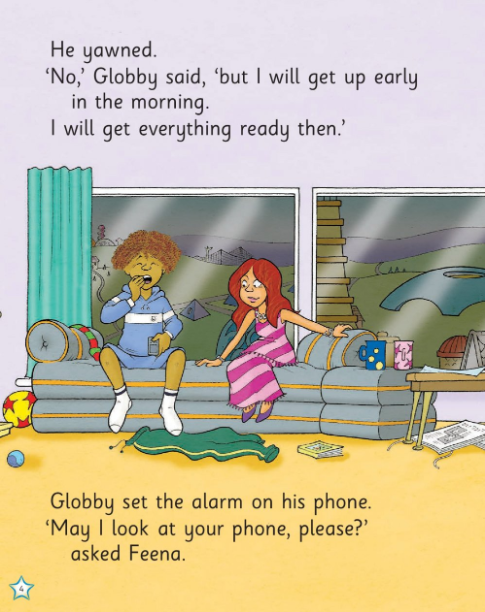 He yawned.
‘No,’ Globby said, ‘but I will get up early
in the morning.
I will get everything ready then.’
Globby set the alarm on his phone.
‘May I look at your phone, please?’
asked Feena.
4